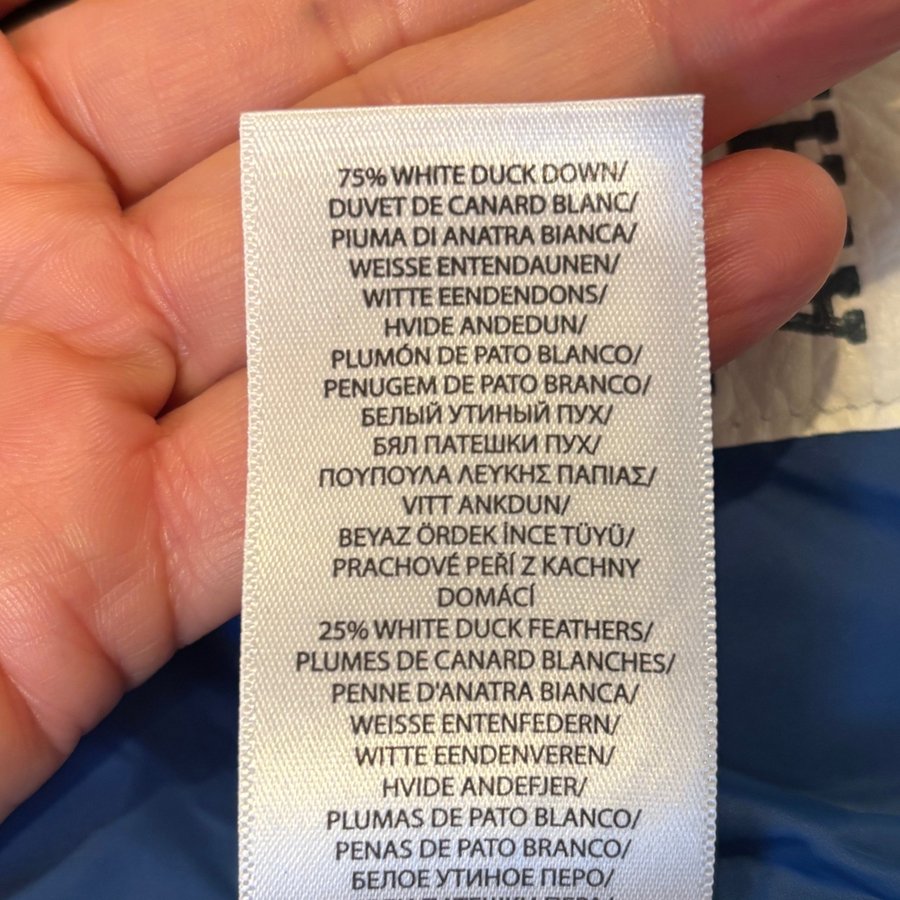 75% WHITE DUCK DOWN/
DUVET DE CANARD BLANC/
PIUMA DI ANATRA BIANCA/
WEISSE ENTENDAUNEN/
WITTE EENDENDONS/
HVIDE ANDEDUN/
PLUMÓN DE PATO BLANCO/
PENUGEM DE PATO BRANCO/
БЕЛЫЙ УТИНЫЙ ПУХ/
БЯЛ ПАТЕШКИ ПУХ/
ΠΟΥΠΟΥΛΑ ΛΕΥΚΗΣ ΠΑΠΙΑΣ/
VITT ANKDUN/
BEYAZ ÖRDEK İNCE TÜYÜ/
PRACHOVÉ PEŘÍ Z KACHNY
DOMÁCÍ
25% WHITE DUCK FEATHERS/
PLUMES DE CANARD BLANCHES/
PENNE D'ANATRA BIANCA/
WEISSE ENTENFEDERN/
WITTE EENDENVEREN/
HVIDE ANDEFJER/
PLUMAS DE PATO BLANCO/
PENAS DE PATO BRANCO/
БЕЛОЕ УТИНОЕ ПЕРО/